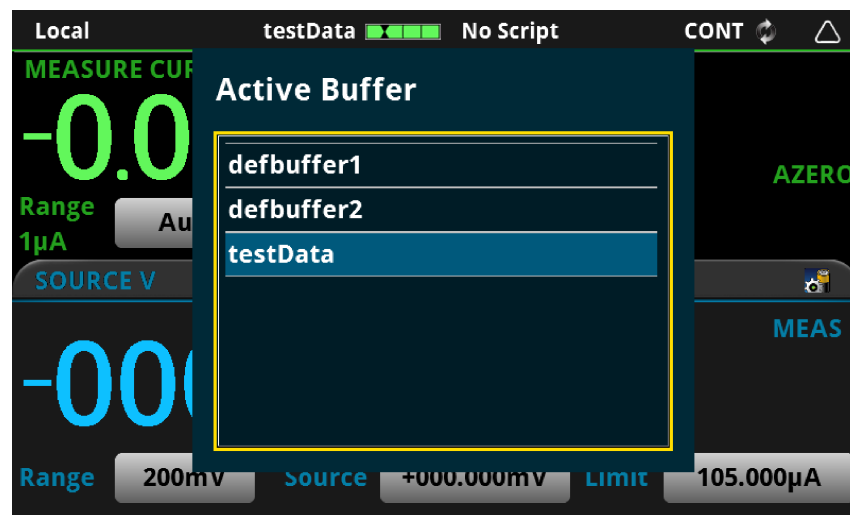 Local testData No Script CONT
MEASURE CUR
Active Buffer
-0.0
defbuffer1
AZERO
Range
Au
defbuffer2
1µA
testData
SOURCE V
MEAS
-000
Range 200mV Source +000.000mV Limit 105.000µA